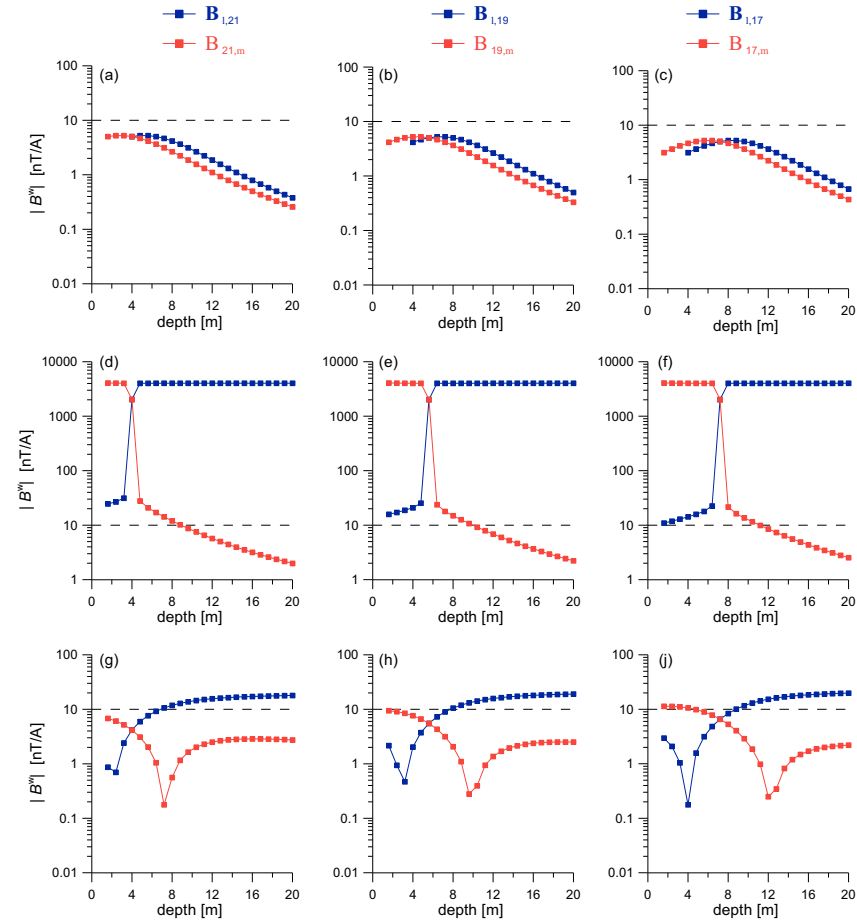 B l,21 B l,19 B l,17
B 21,m B 19,m B 17,m
(a) (b) (c)
100 100 100
10 10 10
1 1 1
0.1 0.1 0.1
0.01 0.01 0.01
| Bʷ| [nT/A]
0 4 8 12 16 20 0 4 8 12 16 20 0 4 8 12 16 20
depth [m] depth [m] depth [m]
(d) (e) (f)
10000 10000 10000
1000 1000 1000
100 100 100
10 10 10
1 1 1
| Bʷ| [nT/A]
0 4 8 12 16 20 0 4 8 12 16 20 0 4 8 12 16 20
depth [m] depth [m] depth [m]
(g) (h) (j)
100 100 100
10 10 10
1 1 1
0.1 0.1 0.1
0.01 0.01 0.01
| Bʷ| [nT/A]
0 4 8 12 16 20 0 4 8 12 16 20 0 4 8 12 16 20
depth [m] depth [m] depth [m]